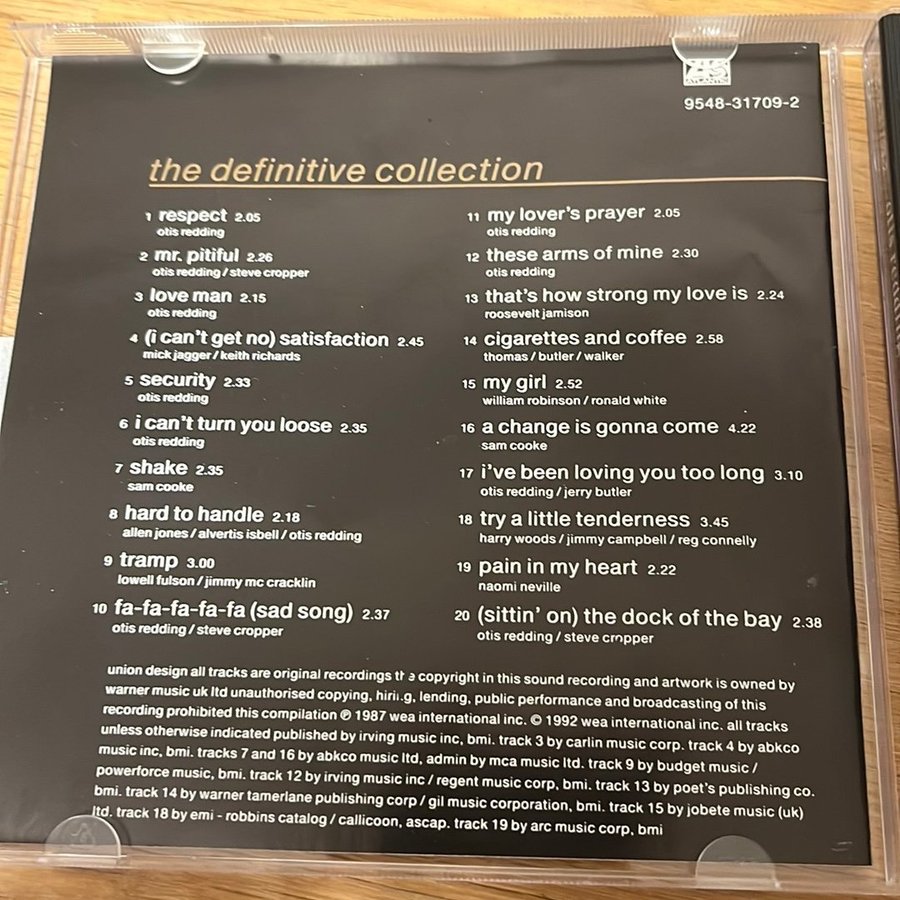 ATLANTIC
9548-31709-2
the definitive collection
1 respect 2.05
otis redding
2 mr. pitiful 2.26
otis redding / steve cropper
3 love man 2.15
otis redding
4 (i can't get no) satisfaction 2.45
mick jagger / keith richards
5 security 2.33
otis redding
6 i can't turn you loose 2.35
otis redding
7 shake 2.35
sam cooke
8 hard to handle 2.18
allen jones / alvertis isbell / otis redding
9 tramp 3.00
lowell fulson / jimmy mc cracklin
10 fa-fa-fa-fa-fa (sad song) 2.37
otis redding / steve cropper
11 my lover's prayer 2.05
otis redding
12 these arms of mine 2.30
otis redding
13 that's how strong my love is 2.24
roosevelt jamison
14 cigarettes and coffee 2.58
thomas / butler / walker
15 my girl 2.52
william robinson / ronald white
16 a change is gonna come 4.22
sam cooke
17 i've been loving you too long 3.10
otis redding / jerry butler
18 try a little tenderness 3.45
harry woods / jimmy campbell / reg connelly
19 pain in my heart 2.22
naomi neville
20 (sittin' on) the dock of the bay 2.38
otis redding / steve cropper
union design all tracks are original recordings the copyright in this sound recording and artwork is owned by
warner music uk ltd unauthorised copying, hiring, lending, public performance and broadcasting of this
recording prohibited this compilation ℗ 1987 wea international inc. © 1992 wea international inc. all tracks
unless otherwise indicated published by irving music inc, bmi. track 3 by carlin music corp. track 4 by abkco
music inc, bmi. tracks 7 and 16 by abkco music ltd, admin by mca music ltd. track 9 by budget music /
powerforce music, bmi. track 12 by irving music inc / regent music corp, bmi. track 13 by poet's publishing co.
bmi. track 14 by warner tamerlane publishing corp / gil music corporation, bmi. track 15 by jobete music (uk)
ltd. track 18 by emi - robbins catalog / callicoon, ascap. track 19 by arc music corp, bmi
otis redding